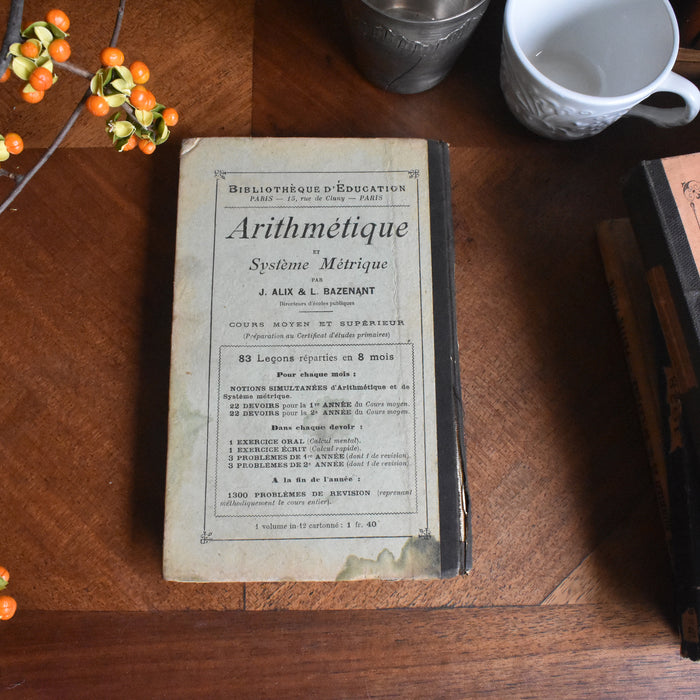 Bibliothèque d'Éducation
PARIS — 15, rue de Cluny — PARIS
Arithmétique
ET
Système Métrique
PAR
J. ALIX & L. BAZENANT
Directeurs d'écoles publiques
COURS MOYEN ET SUPÉRIEUR
(Préparation au Certificat d'études primaires)
83 Leçons réparties en 8 mois
Pour chaque mois :
NOTIONS SIMULTANÉES d'Arithmétique et de
Système métrique.
22 DEVOIRS pour la 1re ANNÉE du Cours moyen.
22 DEVOIRS pour la 2e ANNÉE du Cours moyen.
Dans chaque devoir :
1 EXERCICE ORAL (Calcul mental).
1 EXERCICE ÉCRIT (Calcul rapide).
3 PROBLÈMES DE 1re ANNÉE (dont 1 de revision).
3 PROBLÈMES DE 2e ANNÉE (dont 1 de revision).
A la fin de l'année :
1300 PROBLÈMES DE REVISION (reprenant
méthodiquement le cours entier).
1 volume in-12 cartonné : 1 fr. 40